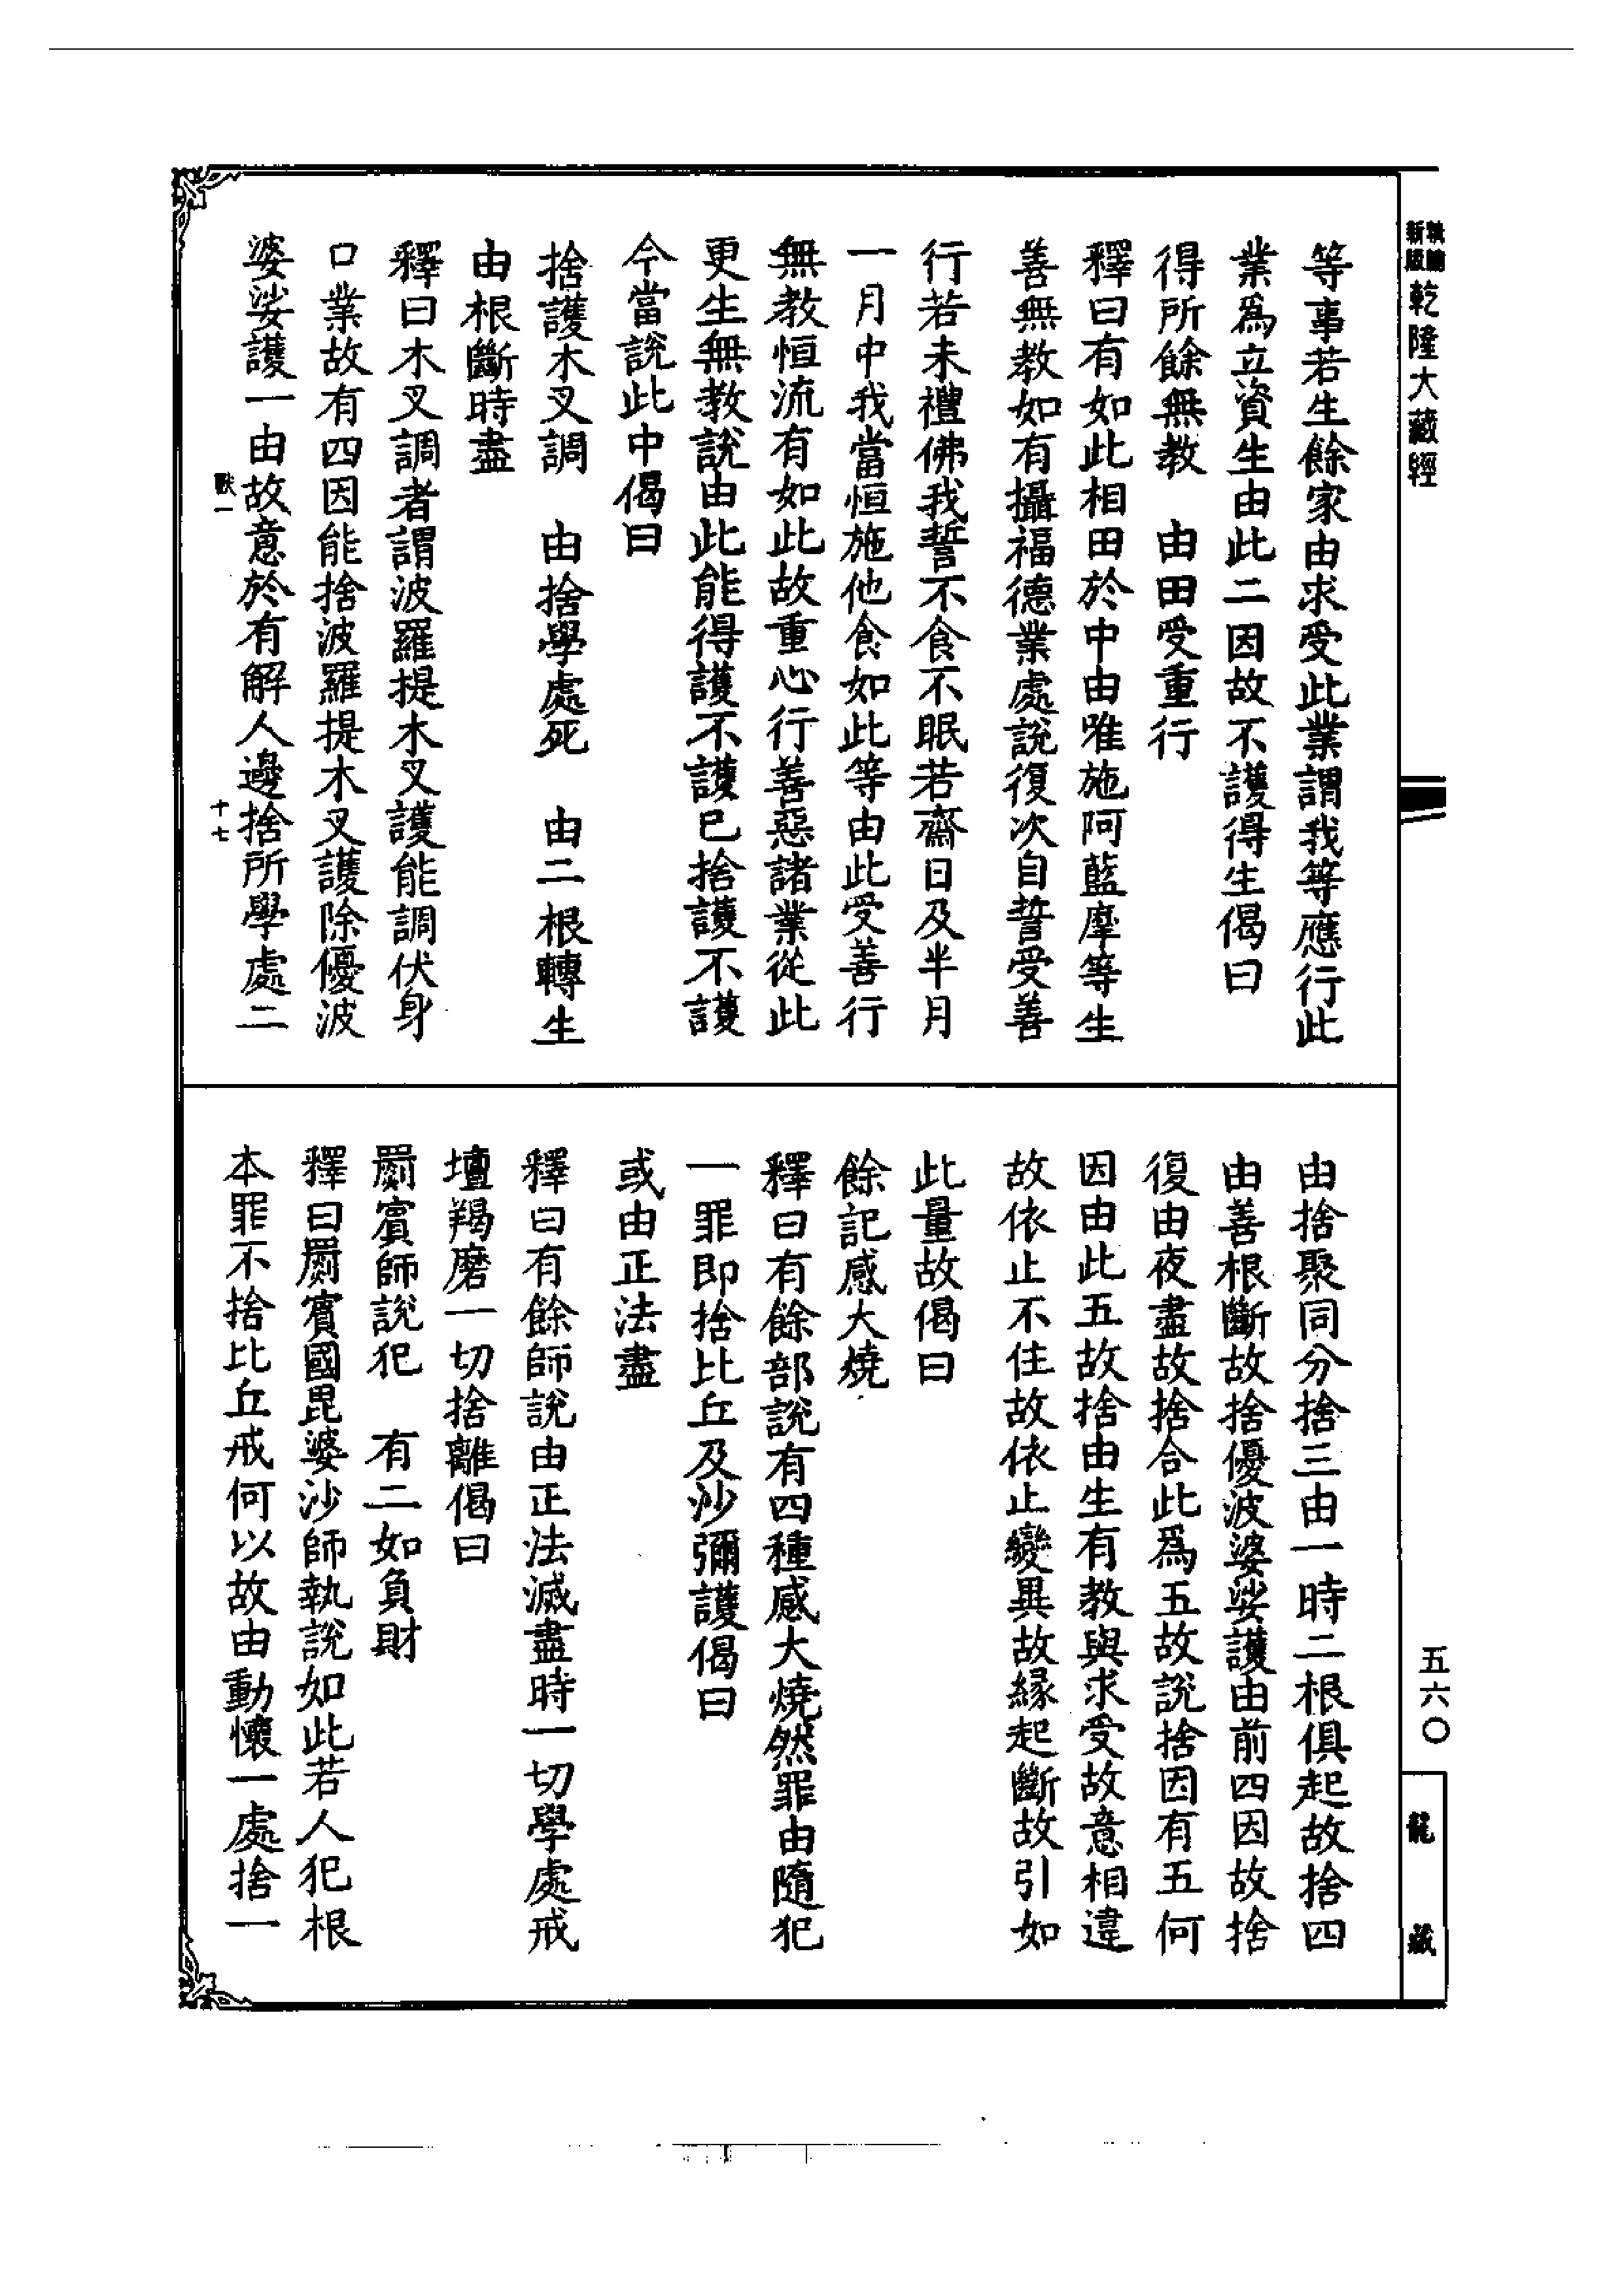 新編
縮版
乾隆大藏經
等事若生餘家由求受此業謂我等應行此
業爲立資生由此二因故不護得生偈曰
得所餘無教　由田受重行
釋曰有如此相田於中由唯施阿藍摩等生
善無教如有攝福德業處說復次自誓受善
行若未禮佛我誓不食不眠若齋日及半月
一月中我當恒施他食如此等由此受善行
無教恒流有如此故重心行善惡諸業從此
更生無教說由此能得護不護已捨護不護
今當說此中偈曰
捨護木叉調　由捨學處死　由二根轉生
由根斷時盡
釋曰木叉調者謂波羅提木叉護能調伏身
口業故有四因能捨波羅提木叉護除優波
婆娑護一由故意於有解人邊捨所學處二
十七
由捨聚同分捨三由一時二根俱起故捨四
由善根斷故捨優波婆娑護由前四因故捨
復由夜盡故捨合此爲五故說捨因有五何
因由此五故捨由生有教與求受故意相違
故依止不住故依止變異故緣起斷故引如
此量故偈曰
餘記感大燒
釋曰有餘部說有四種感大燒然罪由隨犯
一罪即捨比丘及沙彌護偈曰
或由正法盡
釋曰有餘師說由正法滅盡時一切學處戒
壇羯磨一切捨離偈曰
罽賓師說犯　有二如負財
釋曰罽賓國毘婆沙師執說如此若人犯根
本罪不捨比丘戒何以故由動懷一處捨一
五六〇
龍藏